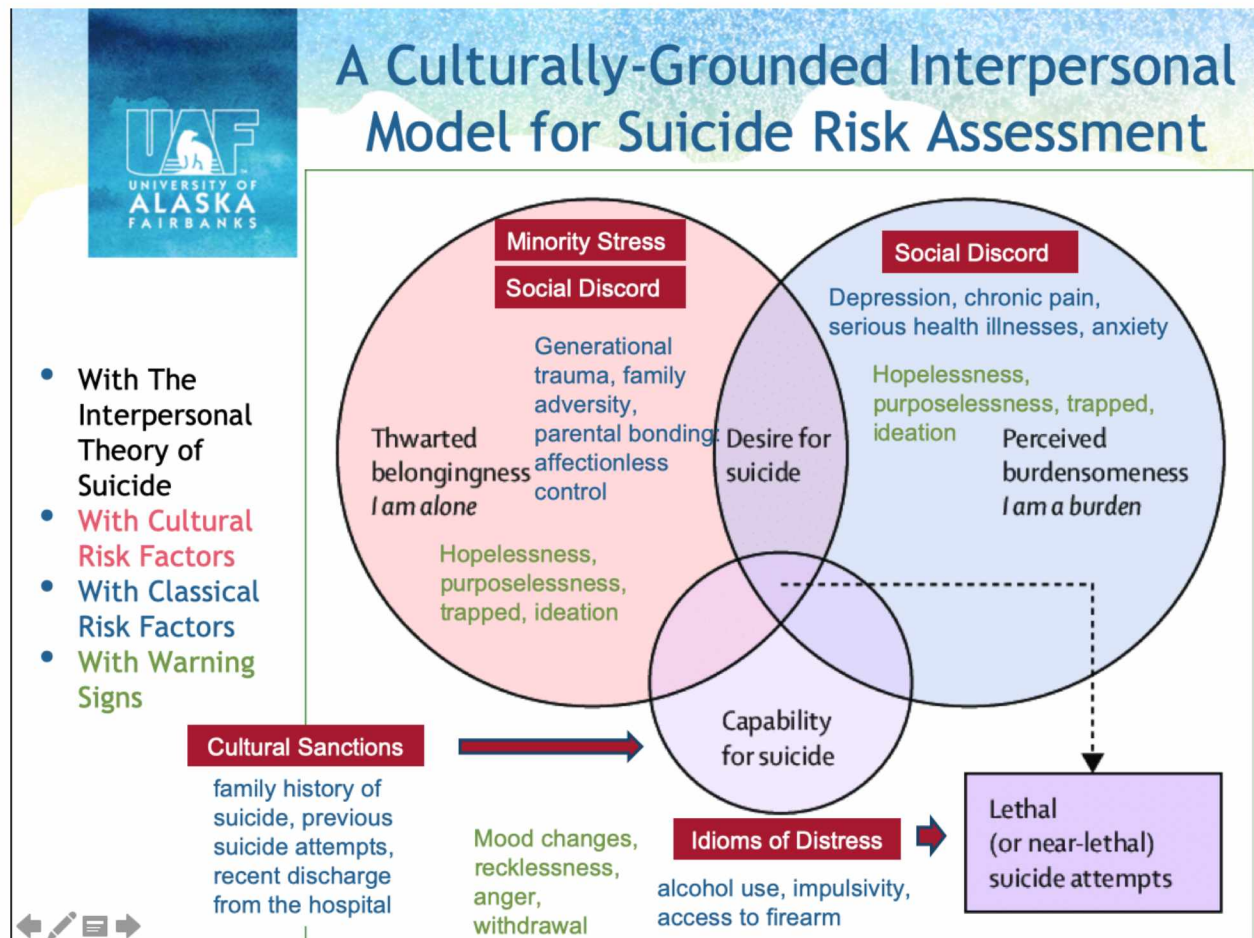 A Culturally-Grounded Interpersonal
Model for Suicide Risk Assessment
UAF
UNIVERSITY OF
ALASKA
FAIRBANKS
With The
Interpersonal
Theory of
Suicide
With Cultural
Risk Factors
With Classical
Risk Factors
With Warning
Signs
Minority Stress
Social Discord
Generational
trauma, family
adversity,
parental bonding:
affectionless
control
Thwarted
belongingness
I am alone
Hopelessness,
purposelessness,
trapped, ideation
Desire for
suicide
Social Discord
Depression, chronic pain,
serious health illnesses, anxiety
Hopelessness,
purposelessness, trapped,
ideation
Perceived
burdensomeness
I am a burden
Capability
for suicide
Cultural Sanctions
family history of
suicide, previous
suicide attempts,
recent discharge
from the hospital
Mood changes,
recklessness,
anger,
withdrawal
Idioms of Distress
alcohol use, impulsivity,
access to firearm
Lethal
(or near-lethal)
suicide attempts